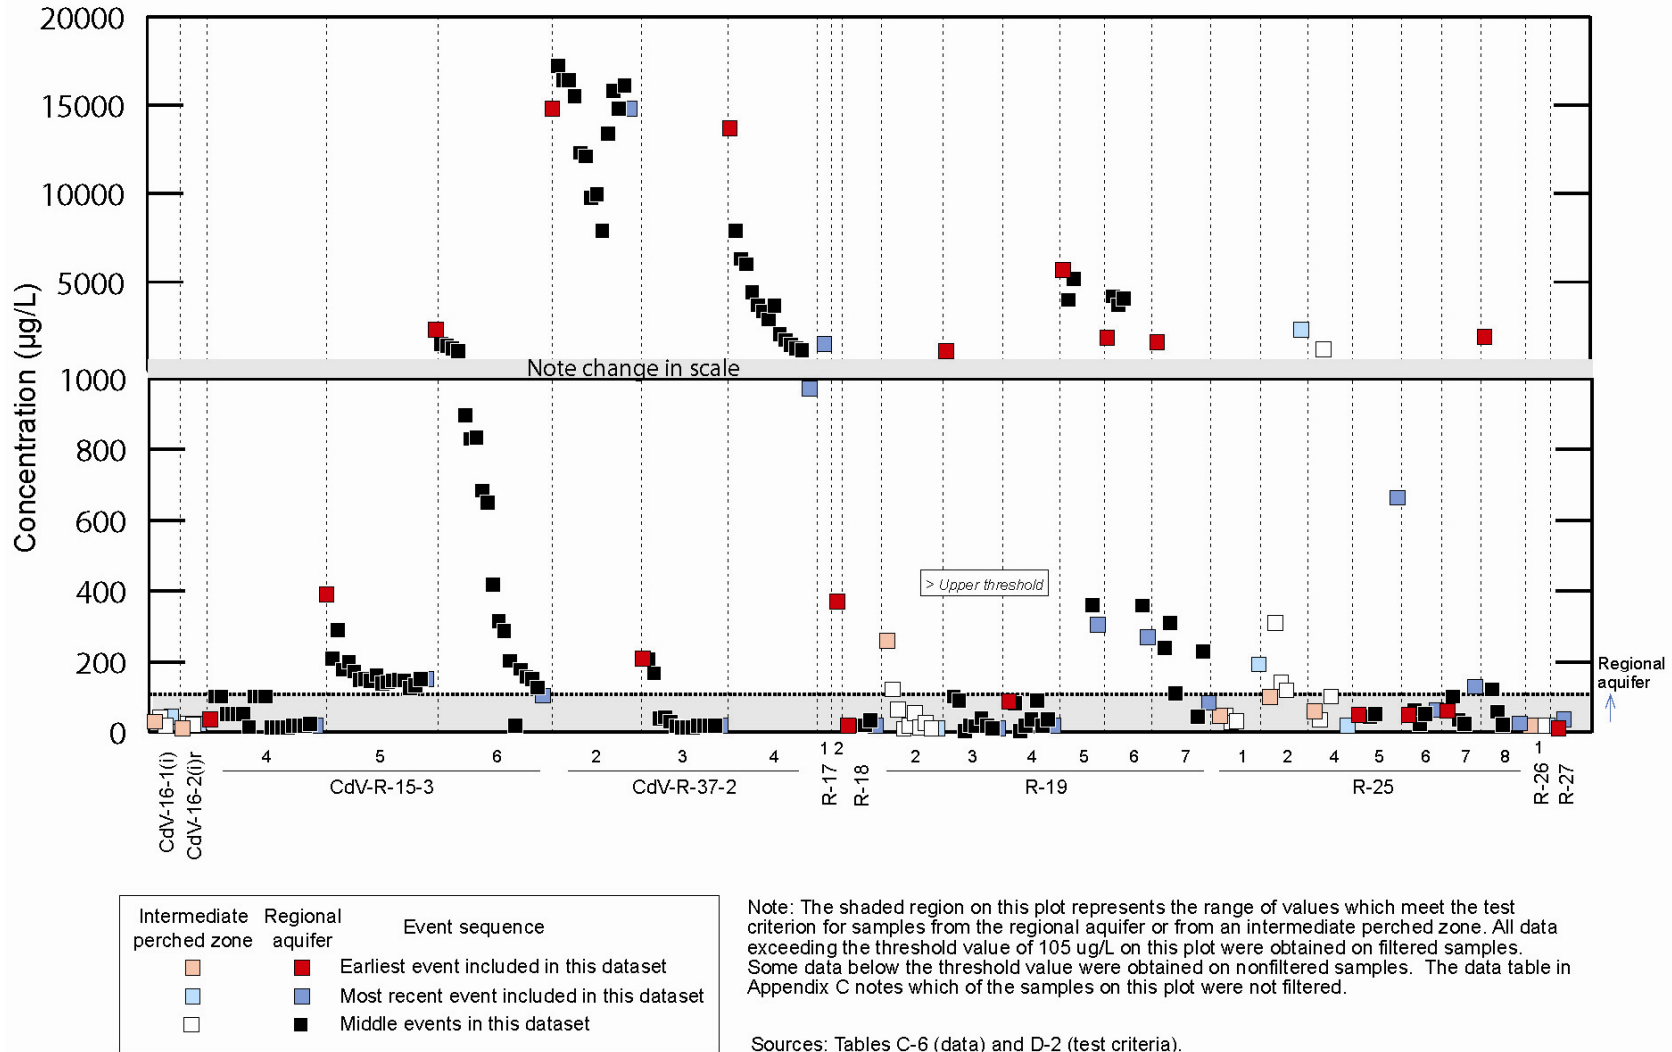 20000
15000
10000
5000
Note change in scale
1000
800
600
400
200
0
Concentration (µg/L)
> Upper threshold
Regional
aquifer
4 5 6 2 3 4 1 2 2 3 4 5 6 7 1 2 4 5 6 7 8 1
CdV-16-1(i)
CdV-16-2(i)r
CdV-R-15-3
CdV-R-37-2
R-17
R-18
R-19
R-25
R-26
R-27
Intermediate perched zone
Regional aquifer
Event sequence
Earliest event included in this dataset
Most recent event included in this dataset
Middle events in this dataset
Note: The shaded region on this plot represents the range of values which meet the test
criterion for samples from the regional aquifer or from an intermediate perched zone. All data
exceeding the threshold value of 105 ug/L on this plot were obtained on filtered samples.
Some data below the threshold value were obtained on nonfiltered samples. The data table in
Appendix C notes which of the samples on this plot were not filtered.
Sources: Tables C-6 (data) and D-2 (test criteria).